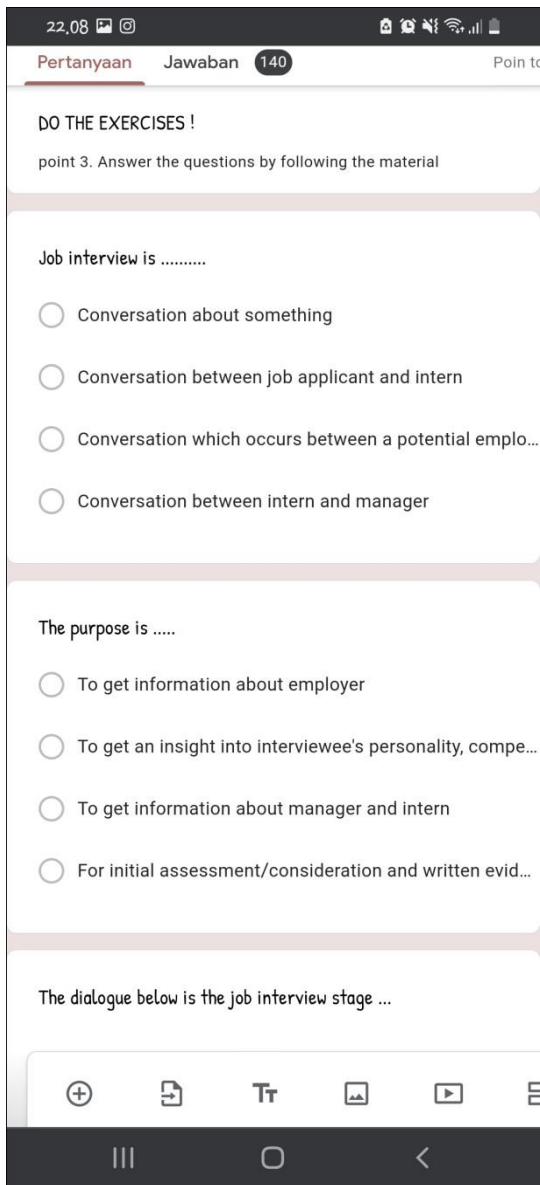 22.08
Pertanyaan Jawaban 140 Poin
DO THE EXERCISES !
point 3. Answer the questions by following the material
Job interview is ..........
Conversation about something
Conversation between job applicant and intern
Conversation which occurs between a potential emplo...
Conversation between intern and manager
The purpose is .....
To get information about employer
To get an insight into interviewee's personality, compe...
To get information about manager and intern
For initial assessment/consideration and written evid...
The dialogue below is the job interview stage ...
Tт